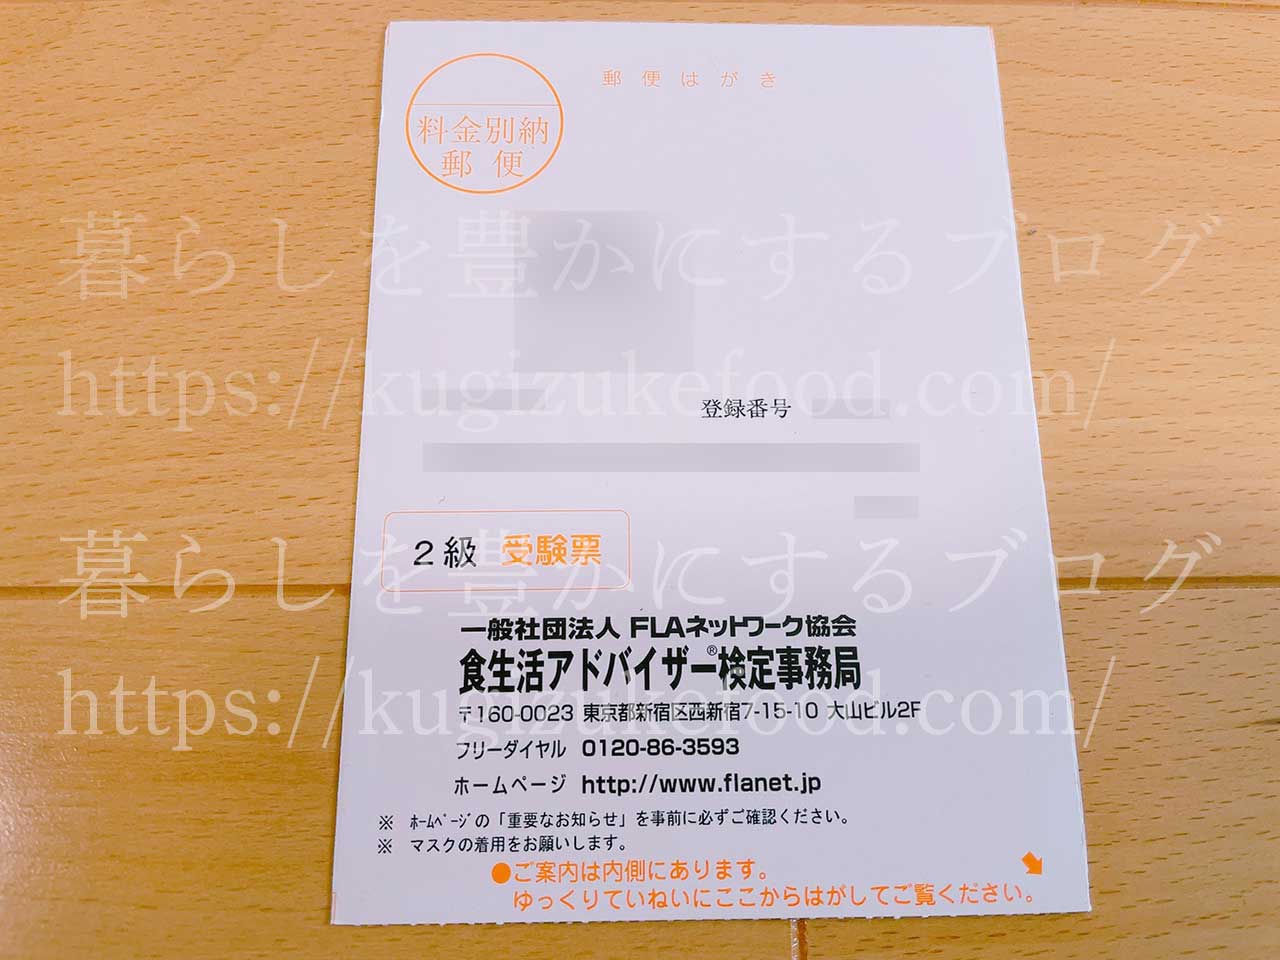 郵便はがき
料金別納
郵便
暮らしを豊かにするブログ
https://kugizukefood.com/
登録番号
2級 受験票
暮らしを豊かにするブログ
一般社団法人 FLAネットワーク協会
食生活アドバイザー®検定事務局
https://kugizukefood.com/
〒160-0023 東京都新宿区西新宿7-15-10 大山ビル2F
フリーダイヤル 0120-86-3593
ホームページ http://www.flanet.jp
※ ﾎｰﾑﾍﾟｰｼﾞの「重要なお知らせ」を事前に必ずご確認ください。
※ マスクの着用をお願いします。
●ご案内は内側にあります。
ゆっくりていねいにここからはがしてご覧ください。